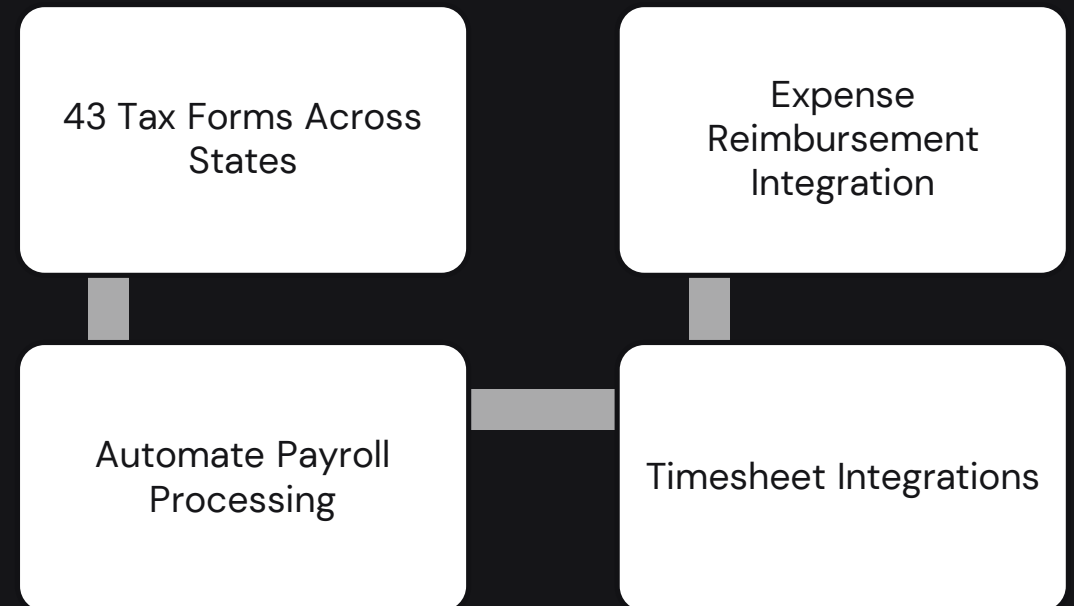 43 Tax Forms Across
States
Expense
Reimbursement
Integration
Automate Payroll
Processing
Timesheet Integrations